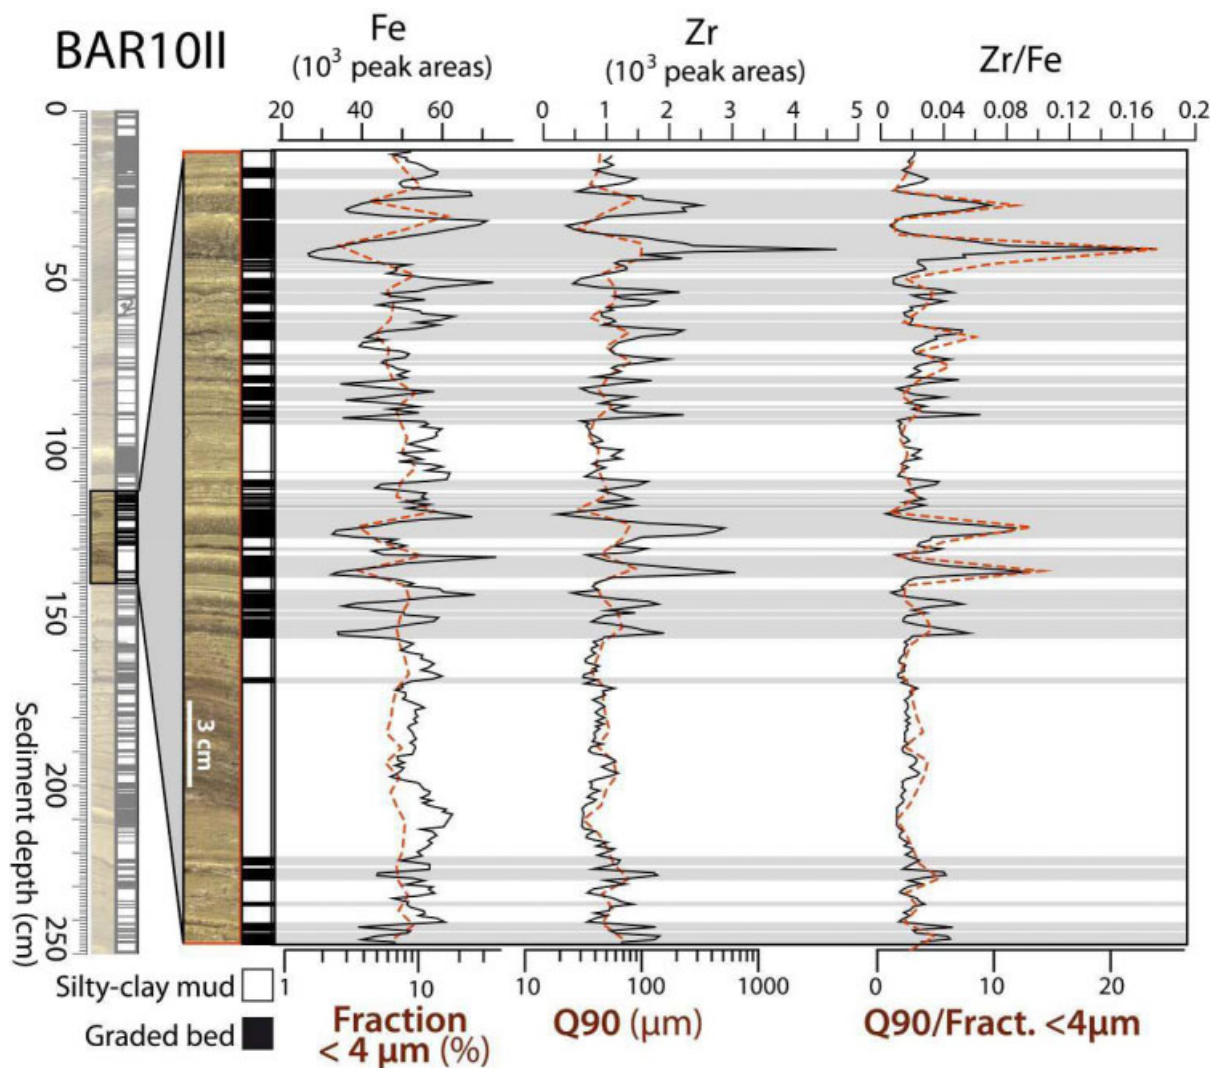 BAR10II
Fe
(10³ peak areas)
Zr
(10³ peak areas)
Zr/Fe
20 60
0 1 2 3 4 5
0 0.04 0.08 0.12 0.16 0.2
0
50
100
150
200
250
Sediment depth (cm)
3 cm
1 10
10 100 1000
0 10 20
Silty-clay mud
Graded bed
Fraction
< 4 µm (%)
Q90 (µm)
Q90/Fract. <4µm